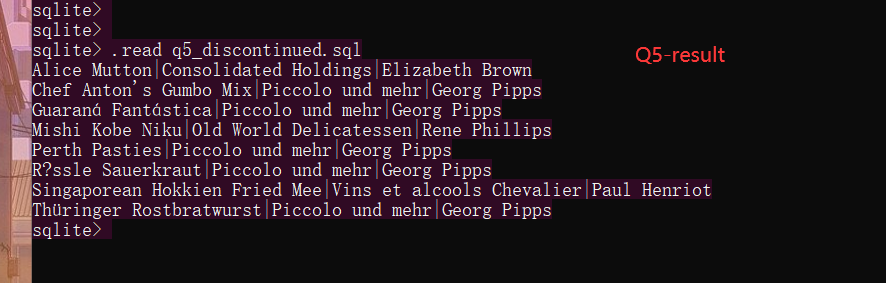 sqlite>
sqlite>
sqlite> .read q5_discontinued.sql
Q5-result
Alice Mutton|Consolidated Holdings|Elizabeth Brown
Chef Anton's Gumbo Mix|Piccolo und mehr|Georg Pipps
Guaraná Fantástica|Piccolo und mehr|Georg Pipps
Mishi Kobe Niku|Old World Delicatessen|Rene Phillips
Perth Pasties|Piccolo und mehr|Georg Pipps
R?ssle Sauerkraut|Piccolo und mehr|Georg Pipps
Singaporean Hokkien Fried Mee|Vins et alcools Chevalier|Paul Henriot
Thüringer Rostbratwurst|Piccolo und mehr|Georg Pipps
sqlite>